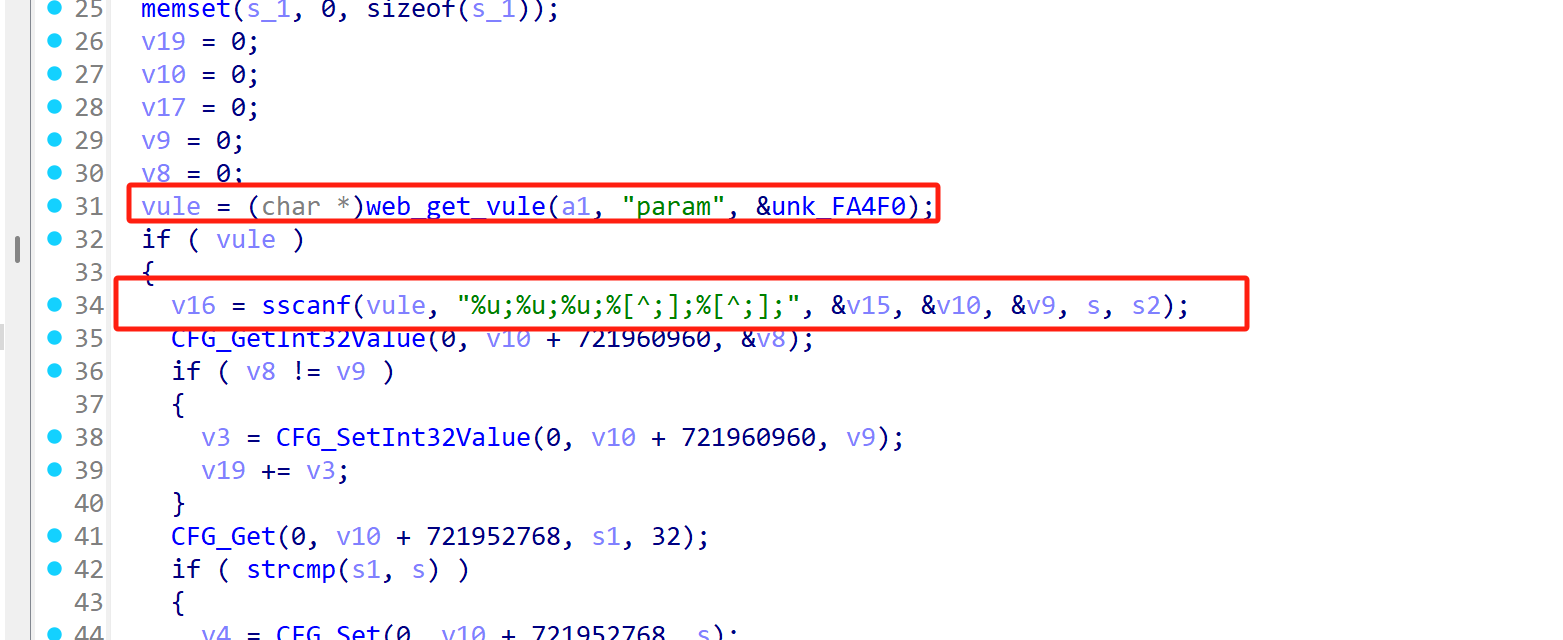 25 memset(s_1, 0, sizeof(s_1));
26 v19 = 0;
27 v10 = 0;
28 v17 = 0;
29 v9 = 0;
30 v8 = 0;
31 vule = (char *)web_get_vule(a1, "param", &unk_FA4F0);
32 if ( vule )
33 {
34 v16 = sscanf(vule, "%u;%u;%u;%[^;];%[^;];", &v15, &v10, &v9, s, s2);
35 CFG_GetInt32Value(0, v10 + 721960960, &v8);
36 if ( v8 != v9 )
37 {
38 v3 = CFG_SetInt32Value(0, v10 + 721960960, v9);
39 v19 += v3;
40 }
41 CFG_Get(0, v10 + 721952768, s1, 32);
42 if ( strcmp(s1, s) )
43 {
44 v4 = CFG_Set(0, v10 + 721952768, s);